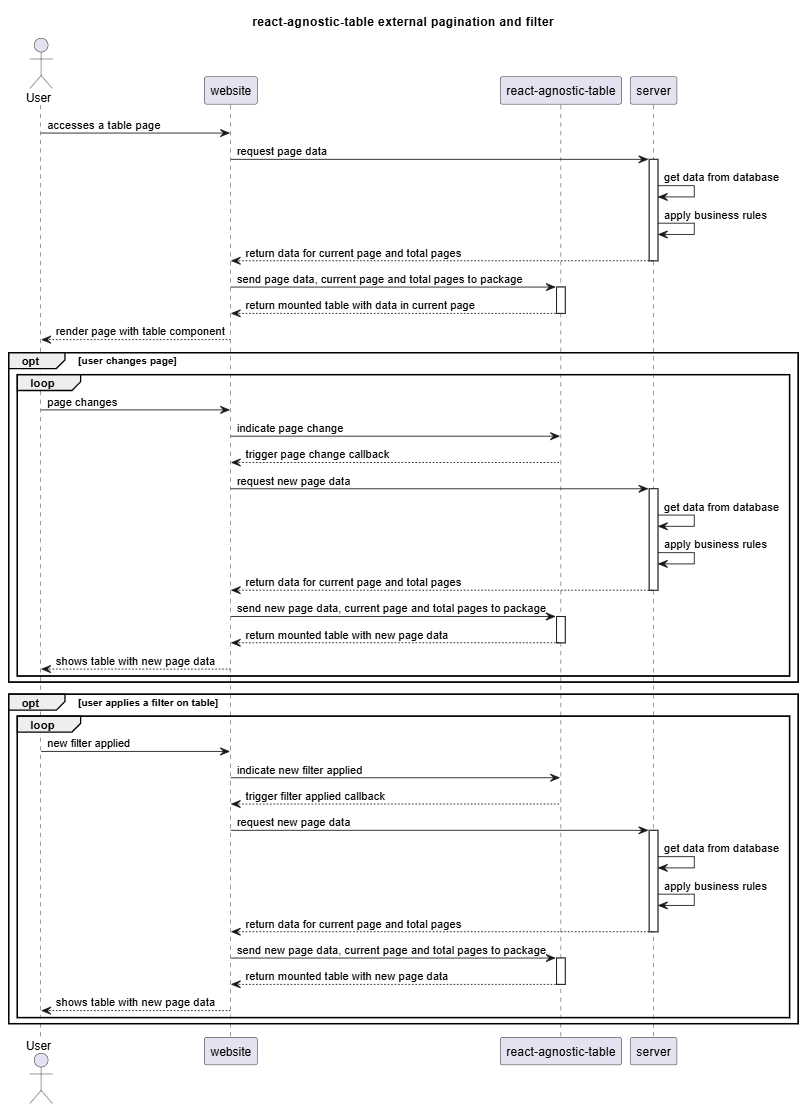 react-agnostic-table external pagination and filter
User
website
react-agnostic-table
server
accesses a table page
request page data
get data from database
apply business rules
return data for current page and total pages
send page data, current page and total pages to package
return mounted table with data in current page
render page with table component
opt
[user changes page]
loop
page changes
indicate page change
trigger page change callback
request new page data
get data from database
apply business rules
return data for current page and total pages
send new page data, current page and total pages to package
return mounted table with new page data
shows table with new page data
opt
[user applies a filter on table]
loop
new filter applied
indicate new filter applied
trigger filter applied callback
request new page data
get data from database
apply business rules
return data for current page and total pages
send new page data, current page and total pages to package
return mounted table with new page data
shows table with new page data
User
website
react-agnostic-table
server